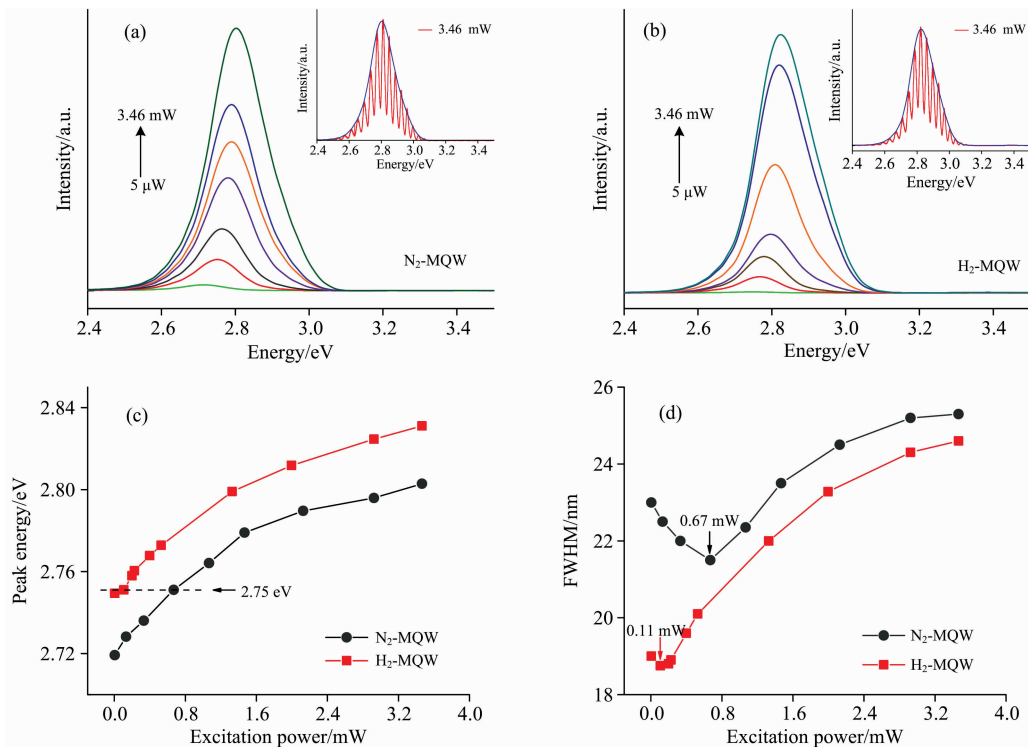 (a)
3.46 mW
5 μW
N₂-MQW
Intensity/a.u.
2.4 2.6 2.8 3.0 3.2 3.4
Energy/eV
Intensity/a.u.
3.46 mW
2.4 2.6 2.8 3.0 3.2 3.4
Energy/eV
(b)
3.46 mW
5 μW
H₂-MQW
Intensity/a.u.
2.4 2.6 2.8 3.0 3.2 3.4
Energy/eV
Intensity/a.u.
3.46 mW
2.4 2.6 2.8 3.0 3.2 3.4
Energy/eV
(c)
Peak energy/eV
2.84
2.80
2.76
2.72
2.75 eV
N₂-MQW
H₂-MQW
0.0 0.8 1.6 2.4 3.2 4.0
Excitation power/mW
(d)
FWHM/nm
26
24
22
20
18
0.67 mW
0.11 mW
N₂-MQW
H₂-MQW
0.0 0.8 1.6 2.4 3.2 4.0
Excitation power/mW